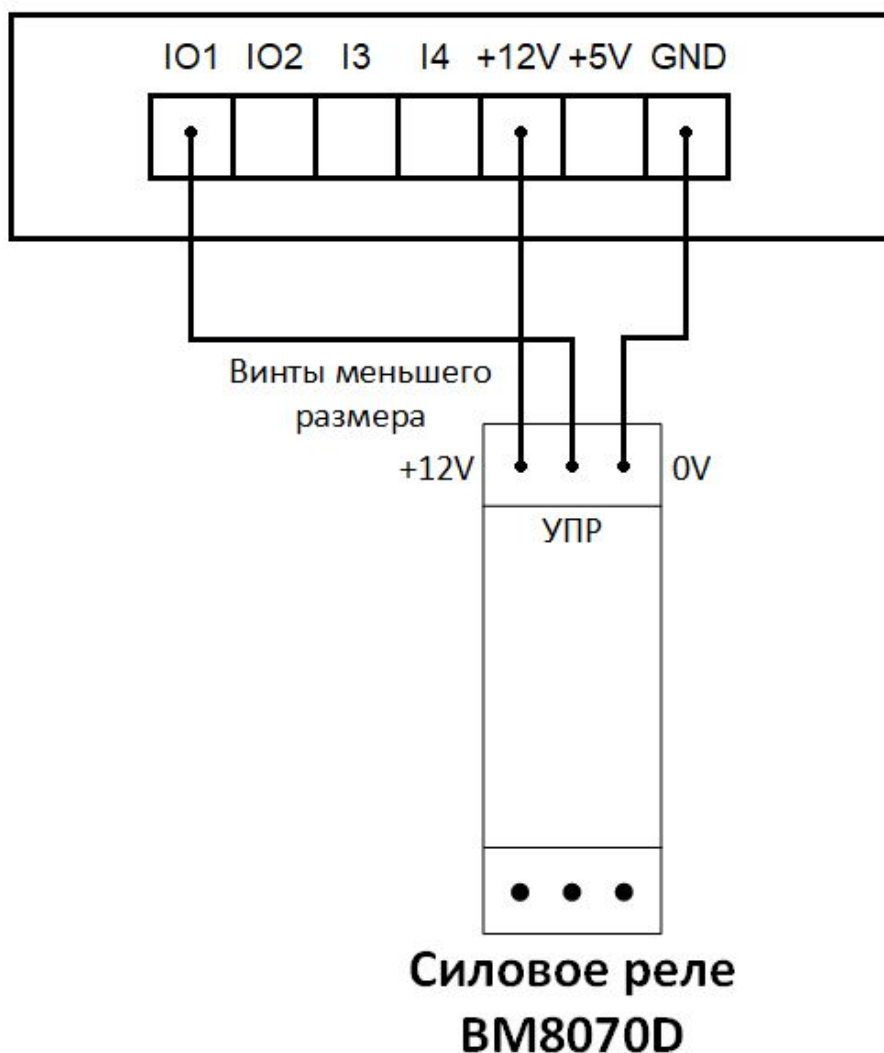 IO1 IO2 I3 I4 +12V +5V GND
Винты меньшего
размера
+12V 0V
УПР
Силовое реле
BM8070D